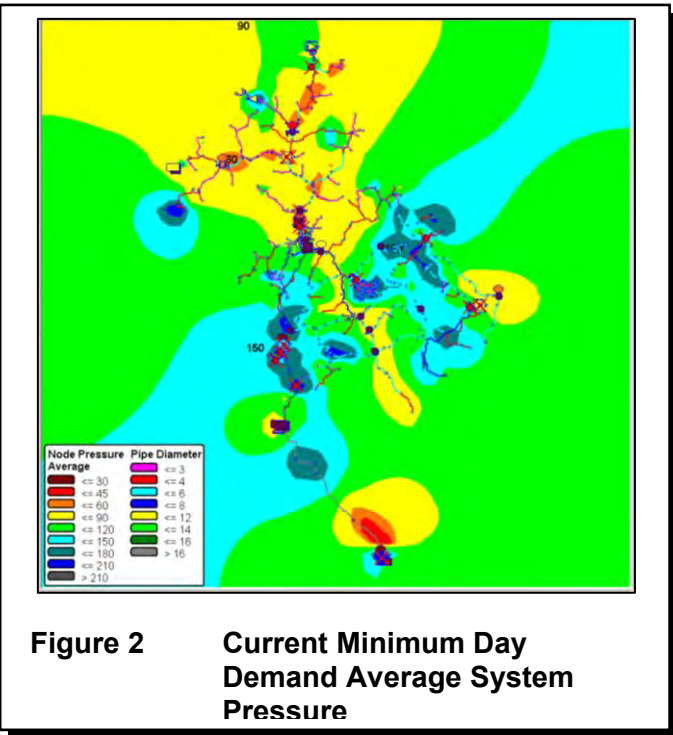 90
50
150
Node Pressure Pipe Diameter
Average
<= 30 <= 3
<= 45 <= 4
<= 60 <= 6
<= 90 <= 8
<= 120 <= 12
<= 150 <= 14
<= 180 <= 16
<= 210 > 16
> 210
Figure 2 Current Minimum Day
Demand Average System
Pressure